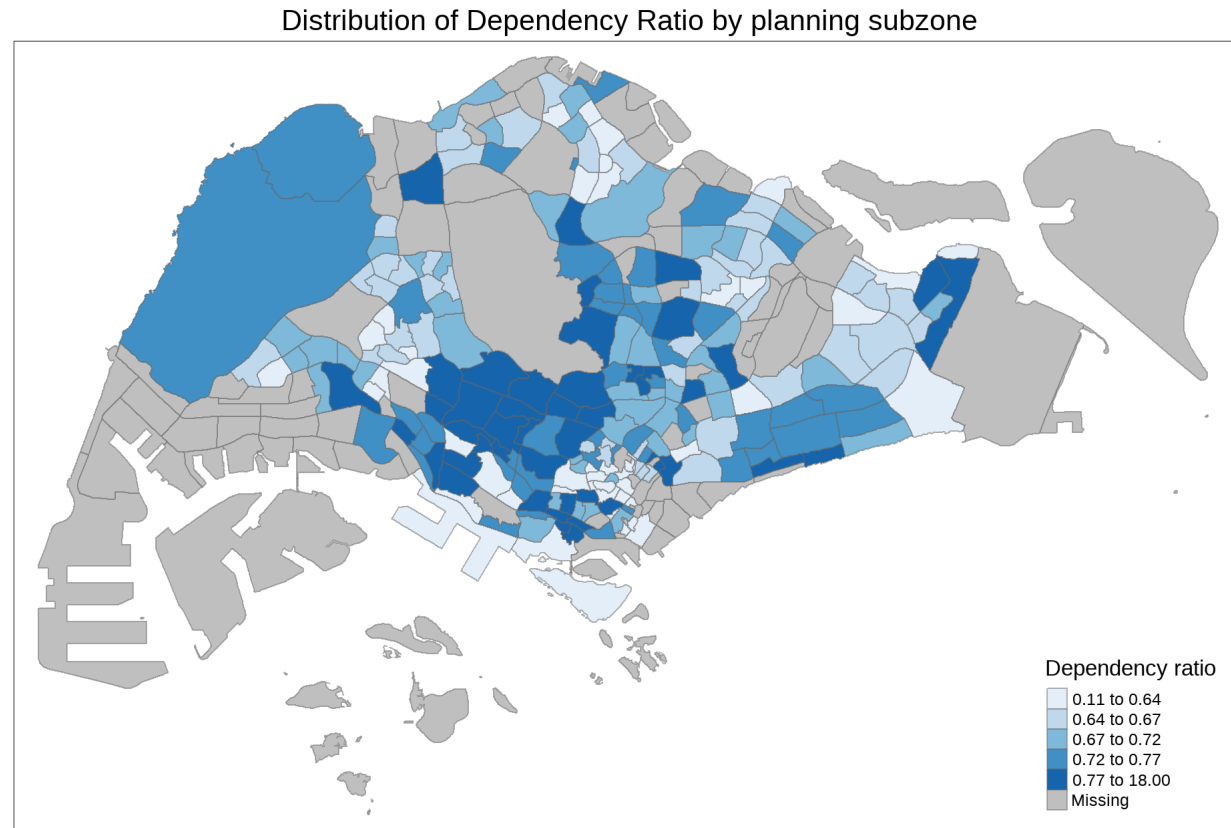 Distribution of Dependency Ratio by planning subzone
Dependency ratio
0.11 to 0.64
0.64 to 0.67
0.67 to 0.72
0.72 to 0.77
0.77 to 18.00
Missing